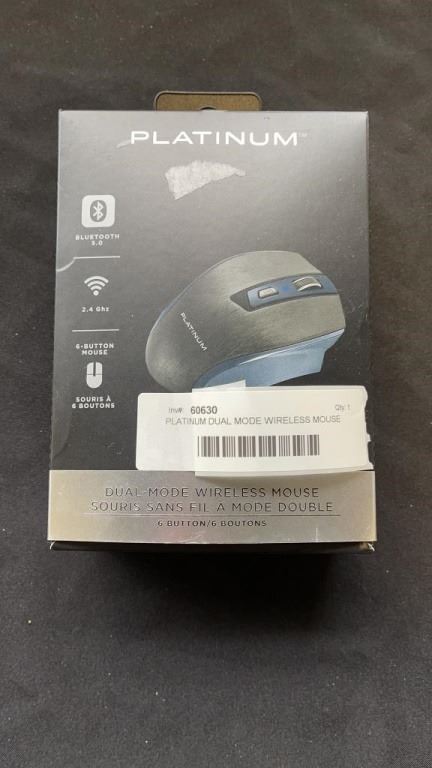 PLATINUM™
BLUETOOTH
5.0
2.4 Ghz
6-BUTTON
MOUSE
SOURIS À
6 BOUTONS
PLATINUM
Inv#: 60630 Qty: 1
PLATINUM DUAL MODE WIRELESS MOUSE
DUAL-MODE WIRELESS MOUSE
SOURIS SANS FIL A MODE DOUBLE
6-BUTTON/6 BOUTONS